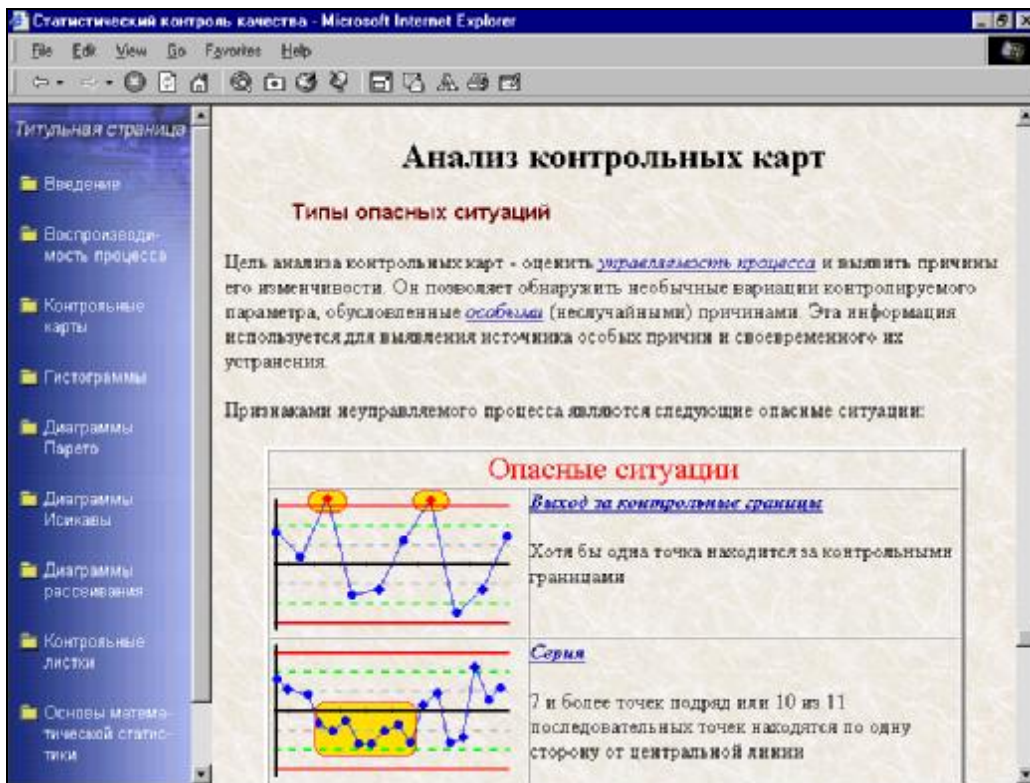 Статистический контроль качества - Microsoft Internet Explorer
File Edit View Go Favorites Help
Титульная страница
Введение
Воспроизводи-
мость процесса
Контрольные
карты
Гистограммы
Диаграммы
Парето
Диаграммы
Исикавы
Диаграммы
рассеивания
Контрольные
листки
Основы матема-
тической статис-
тики
Анализ контрольных карт
Типы опасных ситуаций
Цель анализа контрольных карт - оценить управляемость процесса и выявить причины
его изменчивости. Он позволяет обнаружить необычные вариации контролируемого
параметра, обусловленные особыми (неслучайными) причинами. Эта информация
используется для выявления источника особых причин и своевременного их
устранения.
Признаками неуправляемого процесса являются следующие опасные ситуации:
Опасные ситуации
Выход за контрольные границы
Хотя бы одна точка находится за контрольными
границами
Серия
7 и более точек подряд или 10 из 11
последовательных точек находятся по одну
сторону от центральной линии